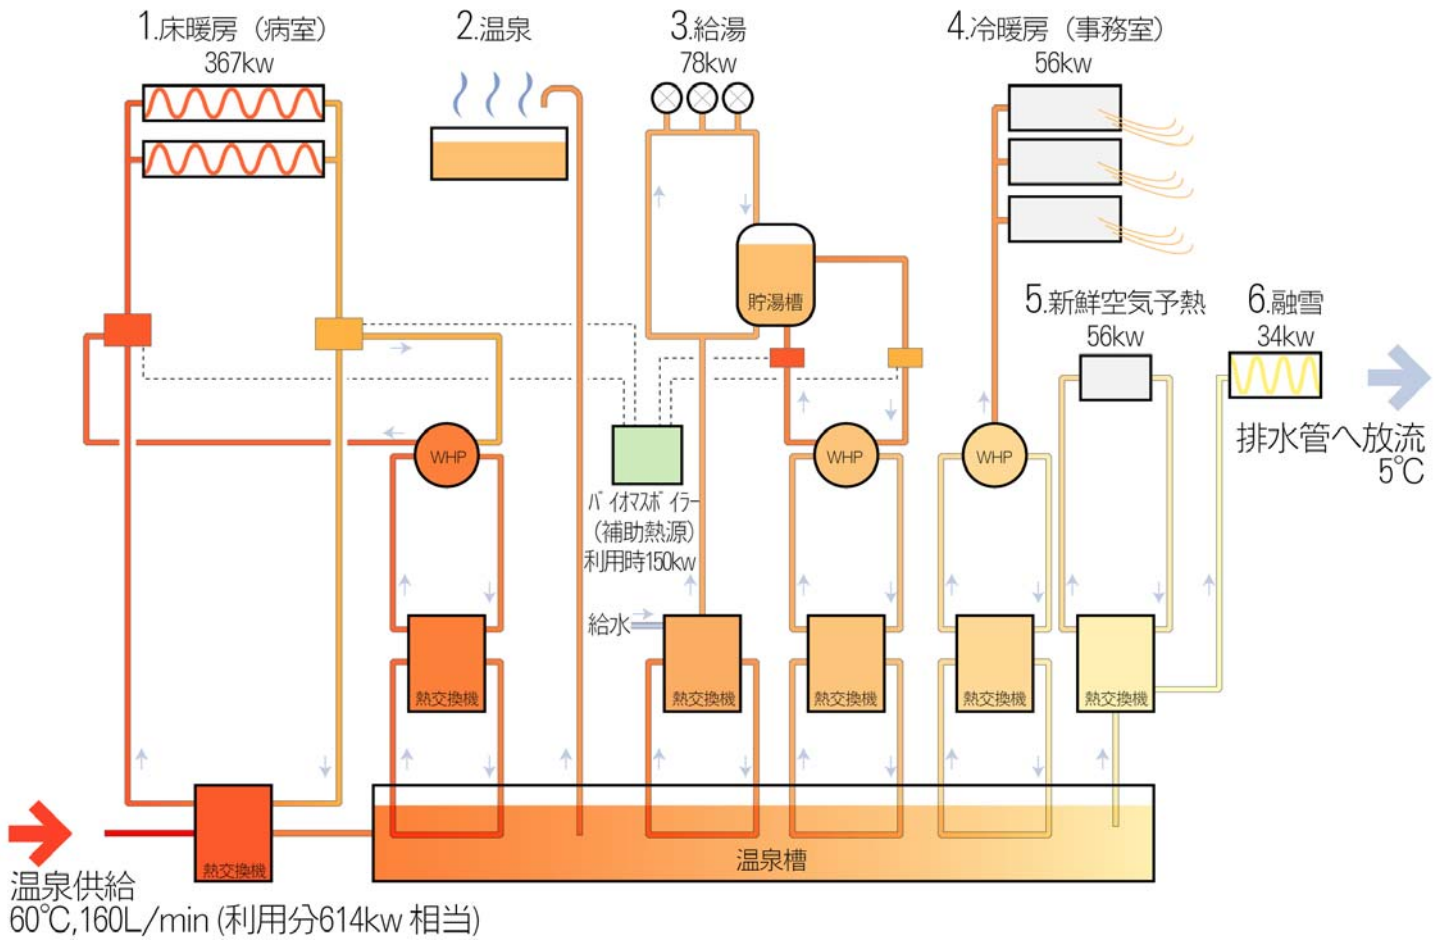 1.床暖房（病室）
367kw
2.温泉
3.給湯
78kw
4.冷暖房（事務室）
56kw
貯湯槽
5.新鮮空気予熱
56kw
6.融雪
34kw
排水管へ放流
5℃
WHP
WHP
WHP
バイオマスボイラー
（補助熱源）
利用時150kw
給水
熱交換機
熱交換機
熱交換機
熱交換機
熱交換機
熱交換機
温泉槽
温泉供給
60℃,160L/min (利用分614kw 相当)